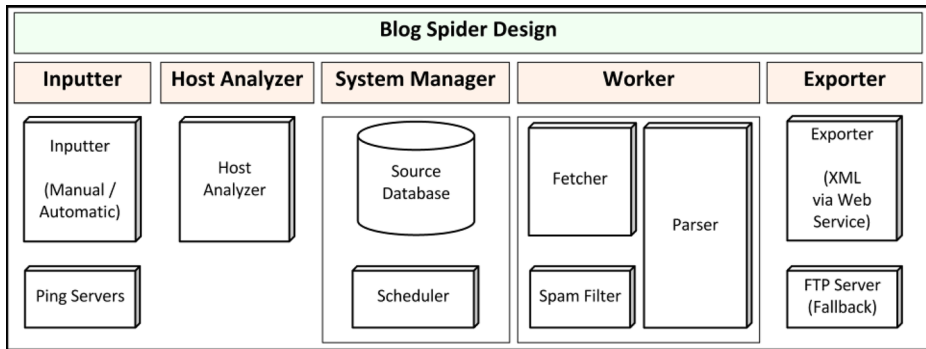 Blog Spider Design
Inputter
Host Analyzer
System Manager
Worker
Exporter
Inputter
(Manual /
Automatic)
Ping Servers
Host
Analyzer
Source
Database
Scheduler
Fetcher
Spam Filter
Parser
Exporter
(XML
via Web
Service)
FTP Server
(Fallback)